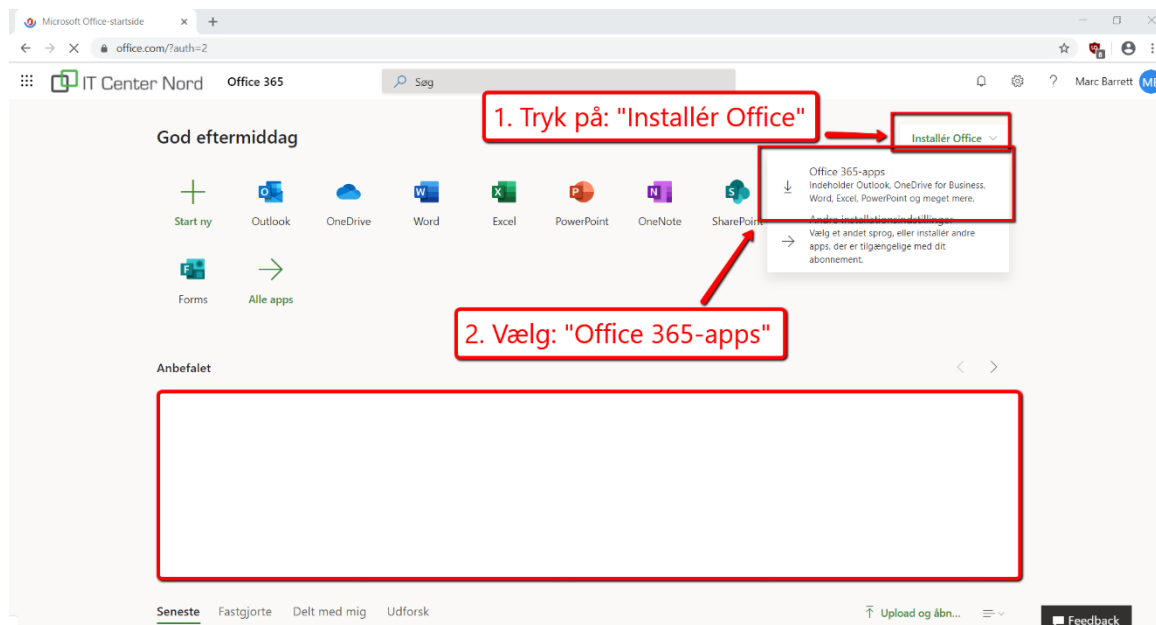 Microsoft Office-startside
office.com/?auth=2
IT Center Nord Office 365 Søg Marc Barrett
1. Tryk på: "Installér Office"
God eftermiddag
Installér Office
Office 365-apps
Indeholder Outlook, OneDrive for Business,
Word, Excel, PowerPoint og meget mere.
Andre installationsindstillinger
Vælg et andet sprog, eller installér andre
apps, der er tilgængelige med dit
abonnement.
Start ny Outlook OneDrive Word Excel PowerPoint OneNote SharePoint
Forms Alle apps
2. Vælg: "Office 365-apps"
Anbefalet
Seneste Fastgjorte Delt med mig Udforsk Upload og åbn...
Feedback